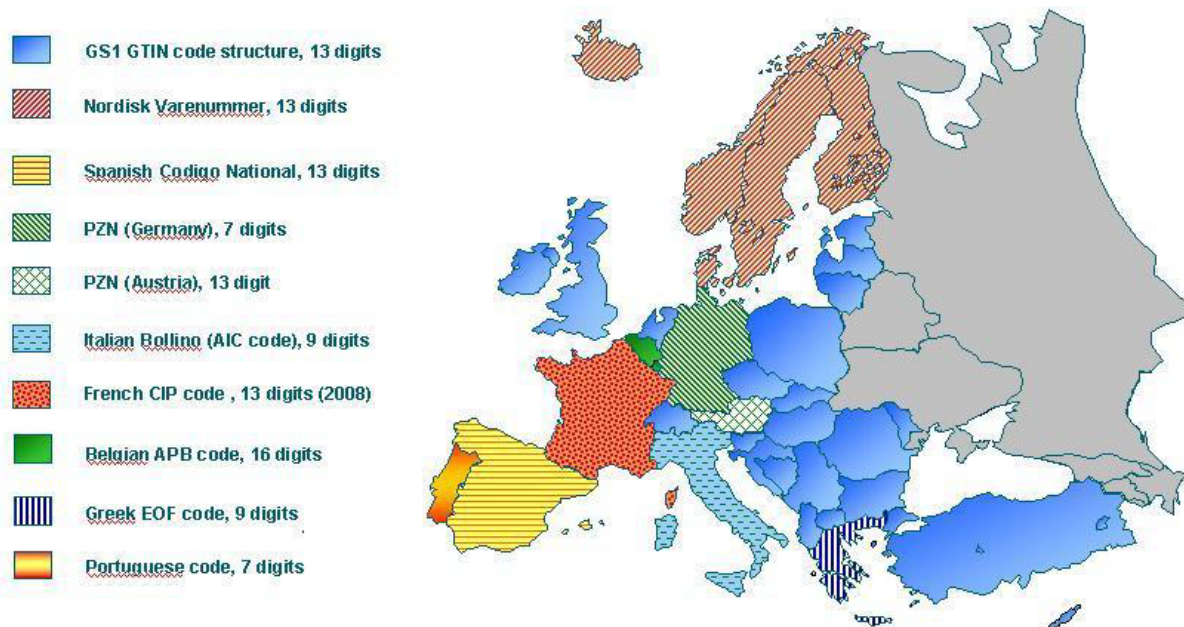 GS1 GTIN code structure, 13 digits
Nordisk Varenummer, 13 digits
Spanish Codigo National, 13 digits
PZN (Germany), 7 digits
PZN (Austria), 13 digit
Italian Bollino (AIC code), 9 digits
French CIP code , 13 digits (2008)
Belgian APB code, 16 digits
Greek EOF code, 9 digits
Portuguese code, 7 digits